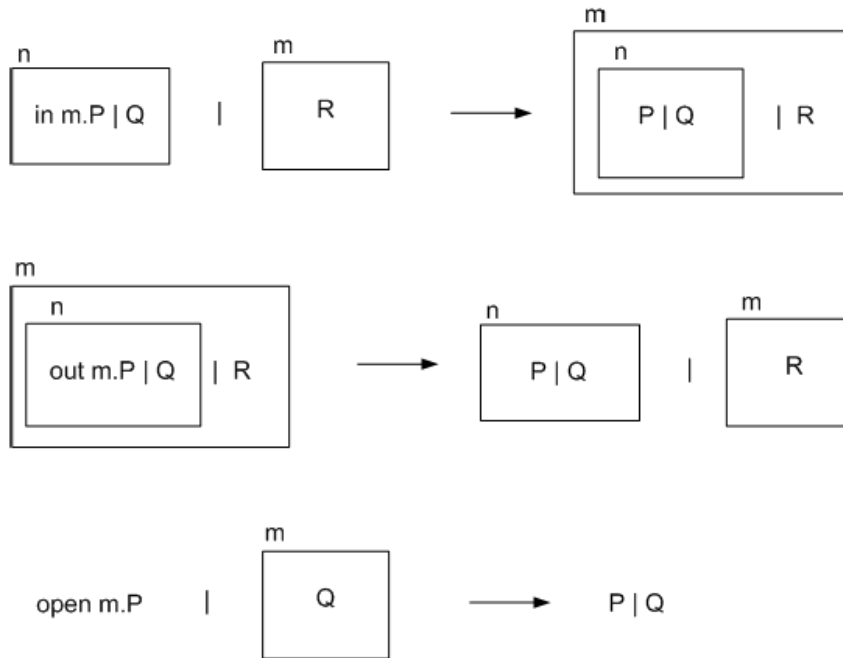 n m m
n
in m.P | Q | R P | Q | R
m
n n m
out m.P | Q | R P | Q | R
m
open m.P | Q P | Q